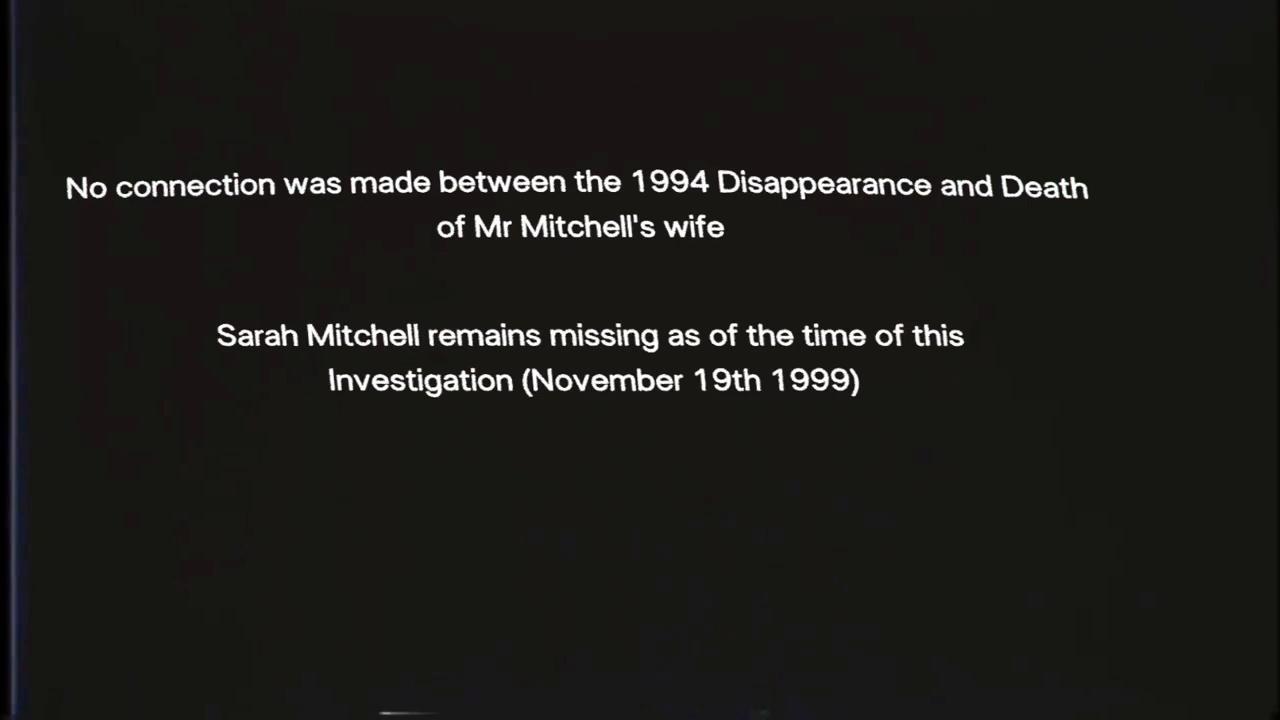 No connection was made between the 1994 Disappearance and Death
of Mr Mitchell's wife
Sarah Mitchell remains missing as of the time of this
Investigation (November 19th 1999)